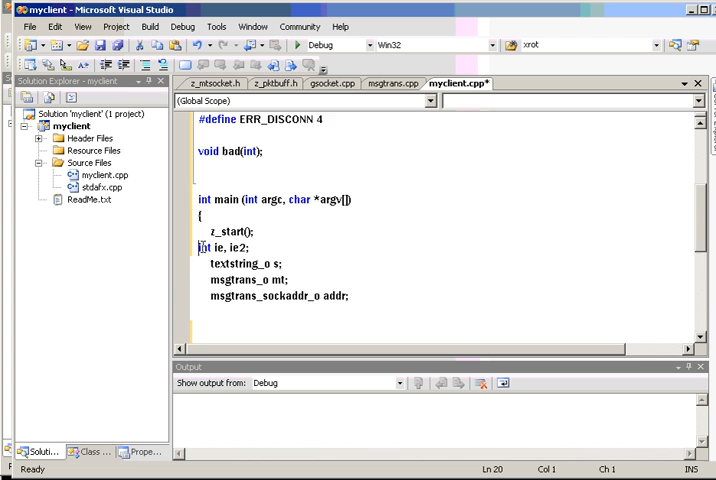 myclient - Microsoft Visual Studio
File Edit View Project Build Debug Tools Window Community Help
Debug Win32 xrot
Solution Explorer - myclient
z_mtsocket.h z_pktbuff.h gsocket.cpp msgtrans.cpp myclient.cpp*
(Global Scope)
Solution 'myclient' (1 project)
myclient
Header Files
Resource Files
Source Files
myclient.cpp
stdafx.cpp
ReadMe.txt
#define ERR_DISCONN 4
void bad(int);
int main (int argc, char *argv[])
{
z_start();
int ie, ie2;
textstring_o s;
msgtrans_o mt;
msgtrans_sockaddr_o addr;
Output
Show output from: Debug
Soluti... Class ... Prope...
Ready Ln 20 Col 1 Ch 1 INS